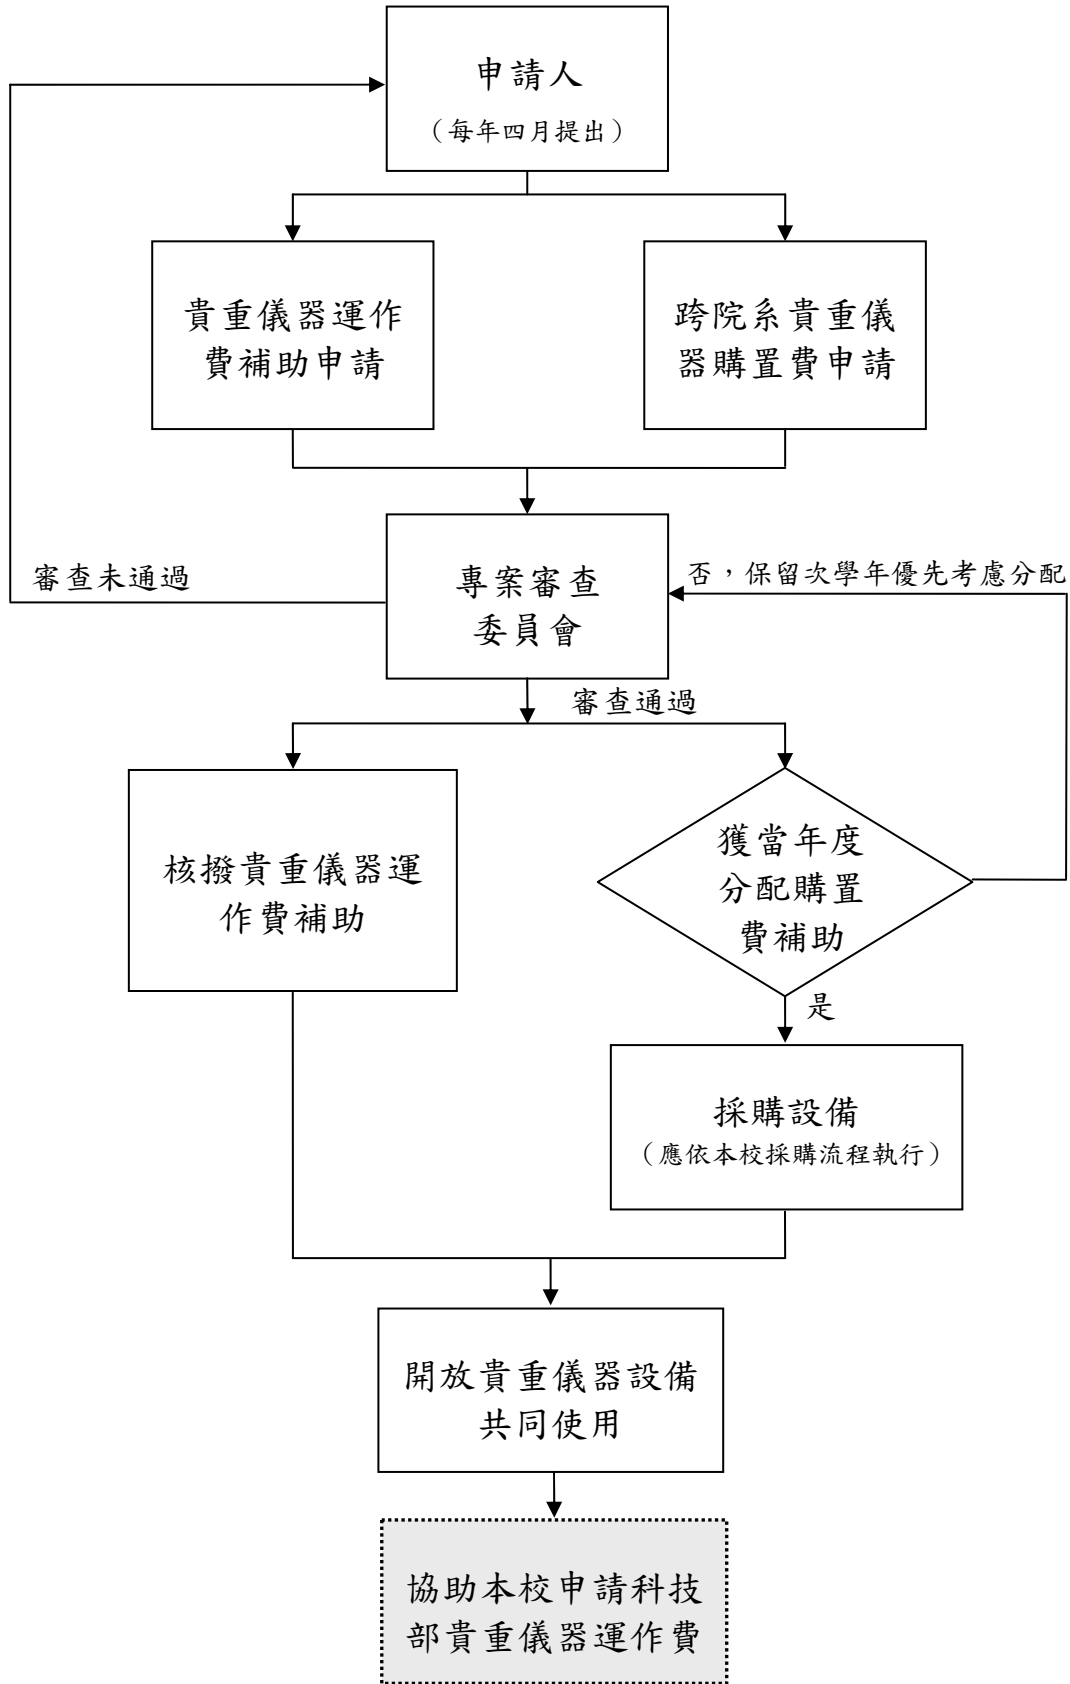 申請人
（每年四月提出）
貴重儀器運作
費補助申請
跨院系貴重儀
器購置費申請
審查未通過
專案審查
委員會
否，保留次學年優先考慮分配
審查通過
核撥貴重儀器運
作費補助
獲當年度
分配購置
費補助
是
採購設備
（應依本校採購流程執行）
開放貴重儀器設備
共同使用
協助本校申請科技
部貴重儀器運作費